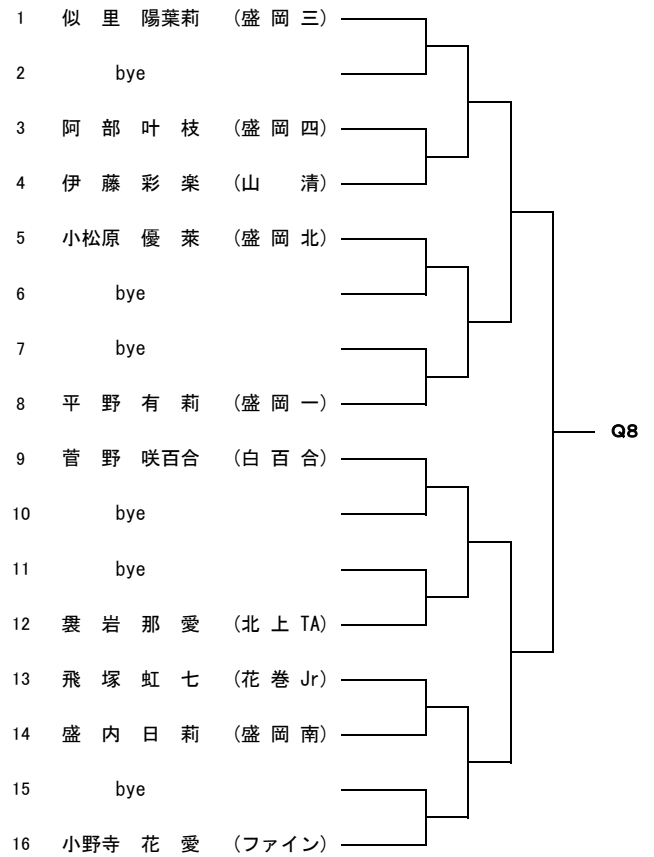 1 似 里 陽葉莉 (盛 岡 三)
2 bye
3 阿 部 叶 枝 (盛 岡 四)
4 伊 藤 彩 楽 (山 清)
5 小松原 優 莱 (盛 岡 北)
6 bye
7 bye
8 平 野 有 莉 (盛 岡 一)
Q8
9 菅 野 咲百合 (白 百 合)
10 bye
11 bye
12 袰 岩 那 愛 (北 上 TA)
13 飛 塚 虹 七 (花 巻 Jr)
14 盛 内 日 莉 (盛 岡 南)
15 bye
16 小野寺 花 愛 (ファイン)